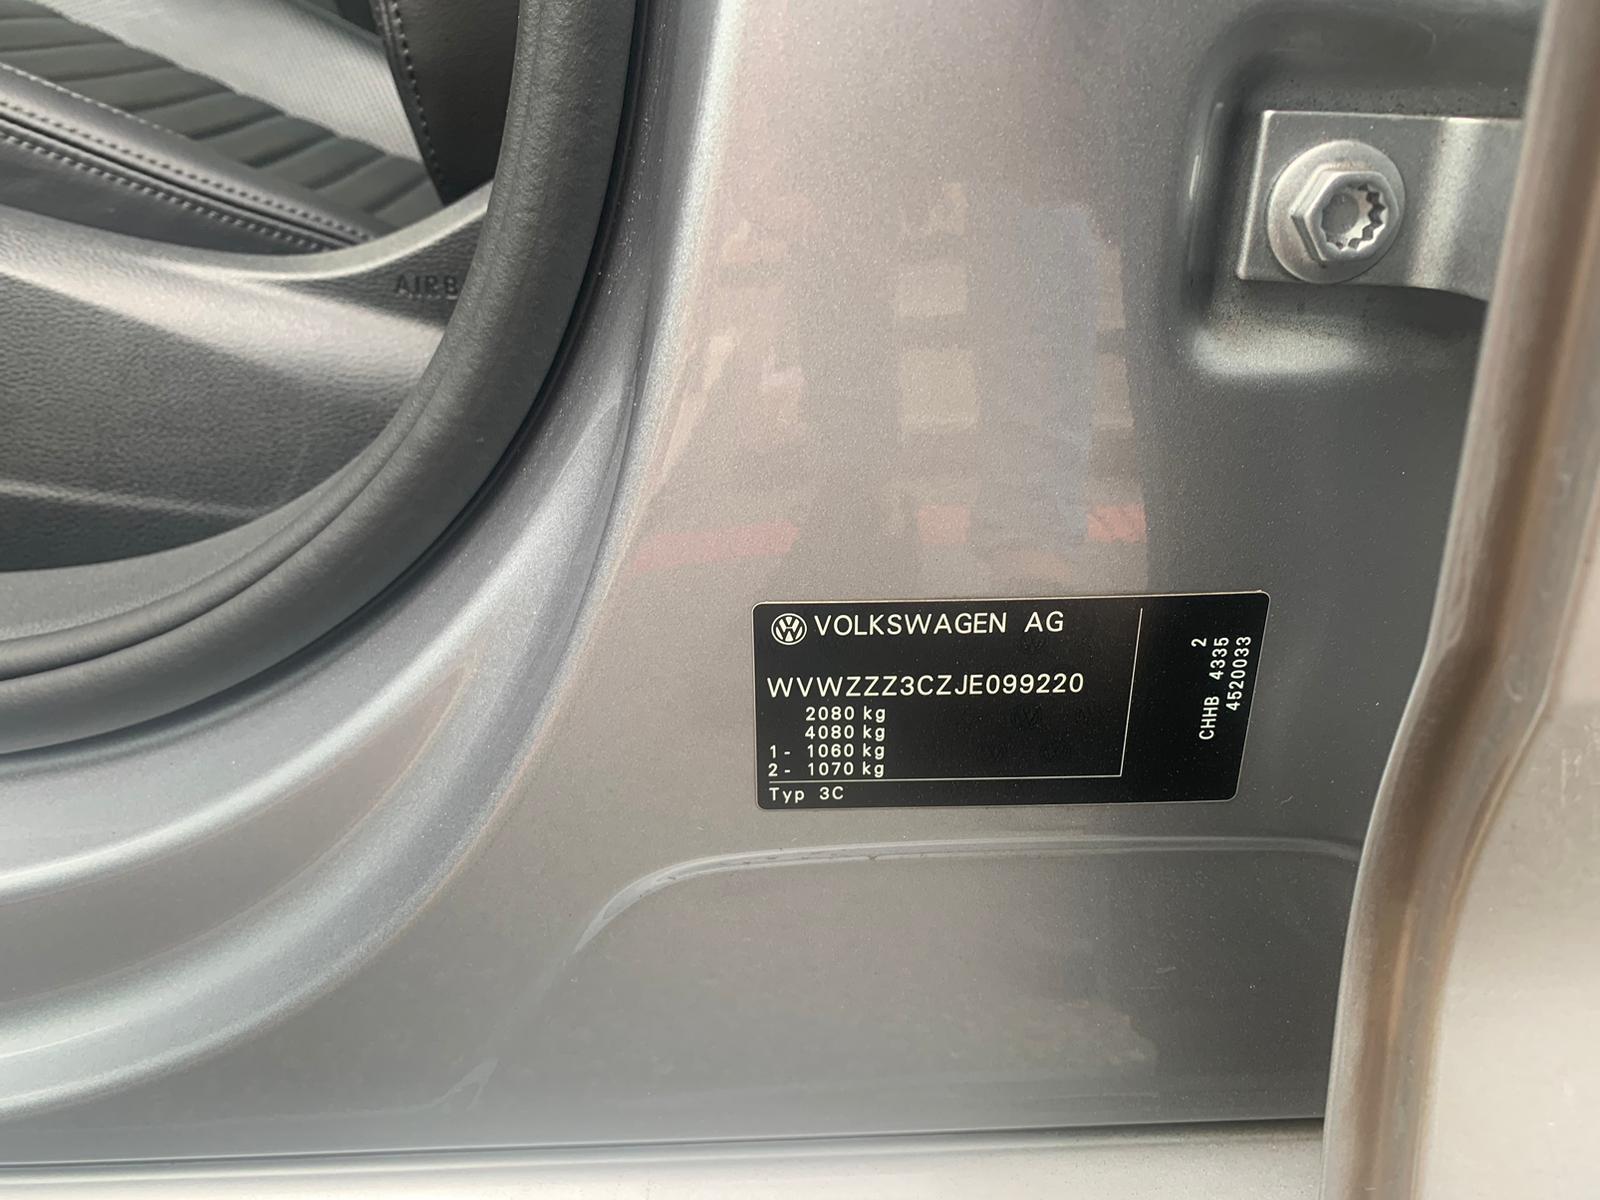 AIRB
VOLKSWAGEN AG
WVWZZZ3CZJE099220
2080 kg
4080 kg
1- 1060 kg
2- 1070 kg
Typ 3C
2
CHHB 4335
4520033